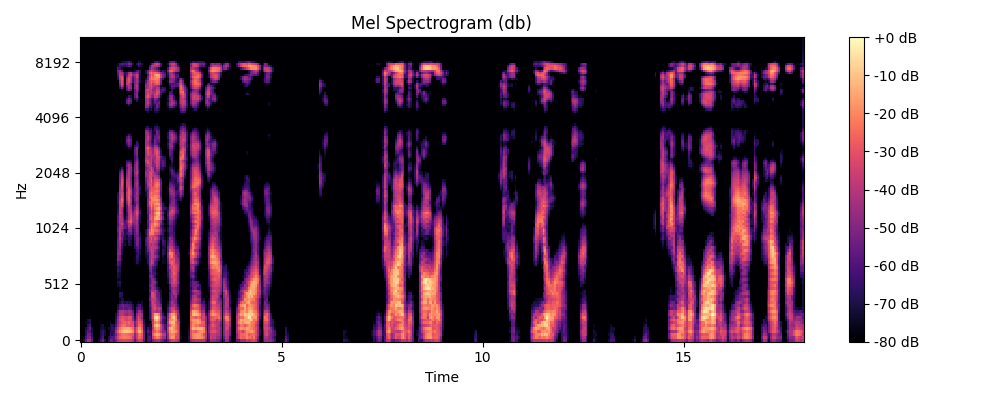 Mel Spectrogram (db)
8192
4096
2048
1024
512
0
Hz
0 5 10 15
Time
+0 dB
-10 dB
-20 dB
-30 dB
-40 dB
-50 dB
-60 dB
-70 dB
-80 dB